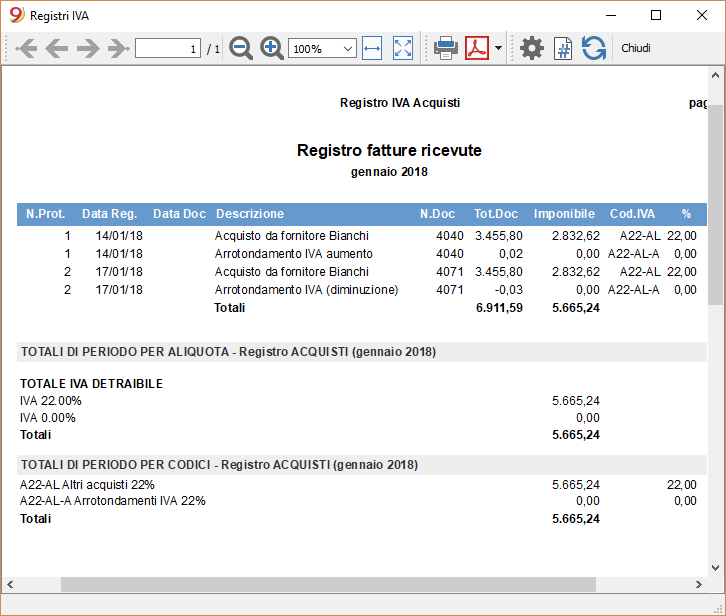 Registri IVA
1 / 1 100% Chiudi
Registro IVA Acquisti pag
Registro fatture ricevute
gennaio 2018
N.Prot. Data Reg. Data Doc Descrizione N.Doc Tot.Doc Imponibile Cod.IVA %
1 14/01/18 Acquisto da fornitore Bianchi 4040 3.455,80 2.832,62 A22-AL 22,00
1 14/01/18 Arrotondamento IVA aumento 4040 0,02 0,00 A22-AL-A 0,00
2 17/01/18 Acquisto da fornitore Bianchi 4071 3.455,80 2.832,62 A22-AL 22,00
2 17/01/18 Arrotondamento IVA (diminuzione) 4071 -0,03 0,00 A22-AL-A 0,00
Totali 6.911,59 5.665,24
TOTALI DI PERIODO PER ALIQUOTA - Registro ACQUISTI (gennaio 2018)
TOTALE IVA DETRAIBILE
IVA 22.00% 5.665,24
IVA 0.00% 0,00
Totali 5.665,24
TOTALI DI PERIODO PER CODICI - Registro ACQUISTI (gennaio 2018)
A22-AL Altri acquisti 22% 5.665,24 22,00
A22-AL-A Arrotondamenti IVA 22% 0,00 0,00
Totali 5.665,24